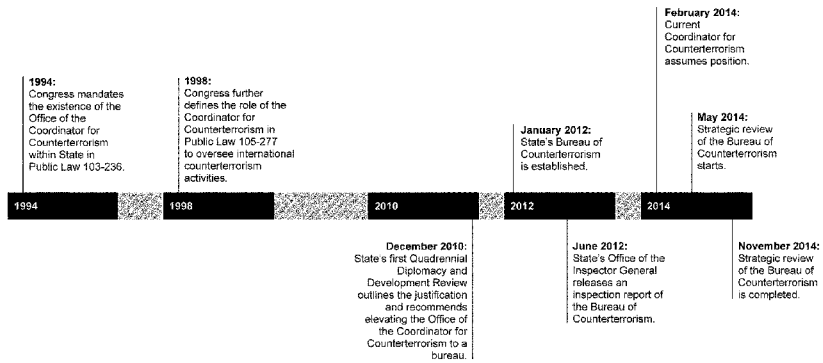 February 2014:
Current
Coordinator for
Counterterrorism
assumes position.
1994:
Congress mandates
the existence of the
Office of the
Coordinator for
Counterterrorism
within State in
Public Law 103-236.
1998:
Congress further
defines the role of the
Coordinator for
Counterterrorism in
Public Law 105-277
to oversee international
counterterrorism
activities.
January 2012:
State's Bureau of
Counterterrorism
is established.
May 2014:
Strategic review
of the Bureau of
Counterterrorism
starts.
1994
1998
2010
2012
2014
December 2010:
State's first Quadrennial
Diplomacy and
Development Review
outlines the justification
and recommends
elevating the Office of
the Coordinator for
Counterterrorism to a
bureau.
June 2012:
State's Office of the
Inspector General
releases an
inspection report of
the Bureau of
Counterterrorism.
November 2014:
Strategic review
of the Bureau of
Counterterrorism
is completed.